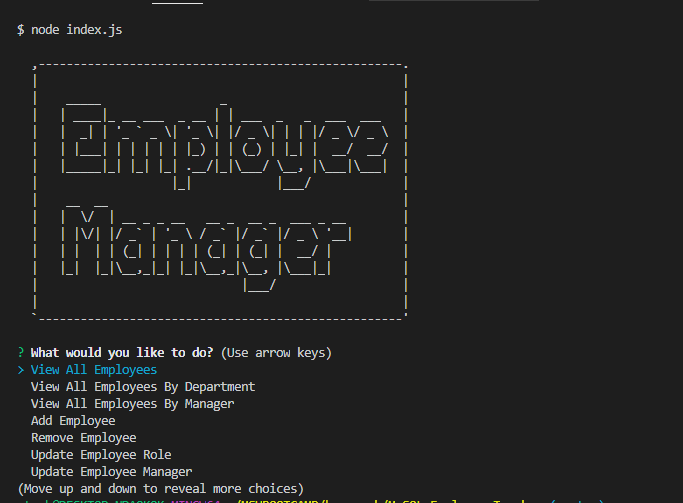 $ node index.js
Employee
Manager
? What would you like to do? (Use arrow keys)
> View All Employees
View All Employees By Department
View All Employees By Manager
Add Employee
Remove Employee
Update Employee Role
Update Employee Manager
(Move up and down to reveal more choices)